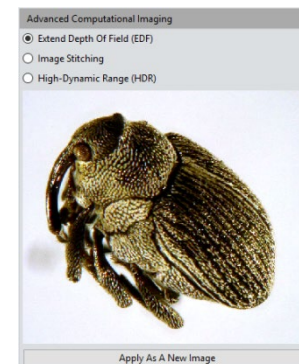 Advanced Computational Imaging
Extend Depth Of Field (EDF)
Image Stitching
High-Dynamic Range (HDR)
Apply As A New Image